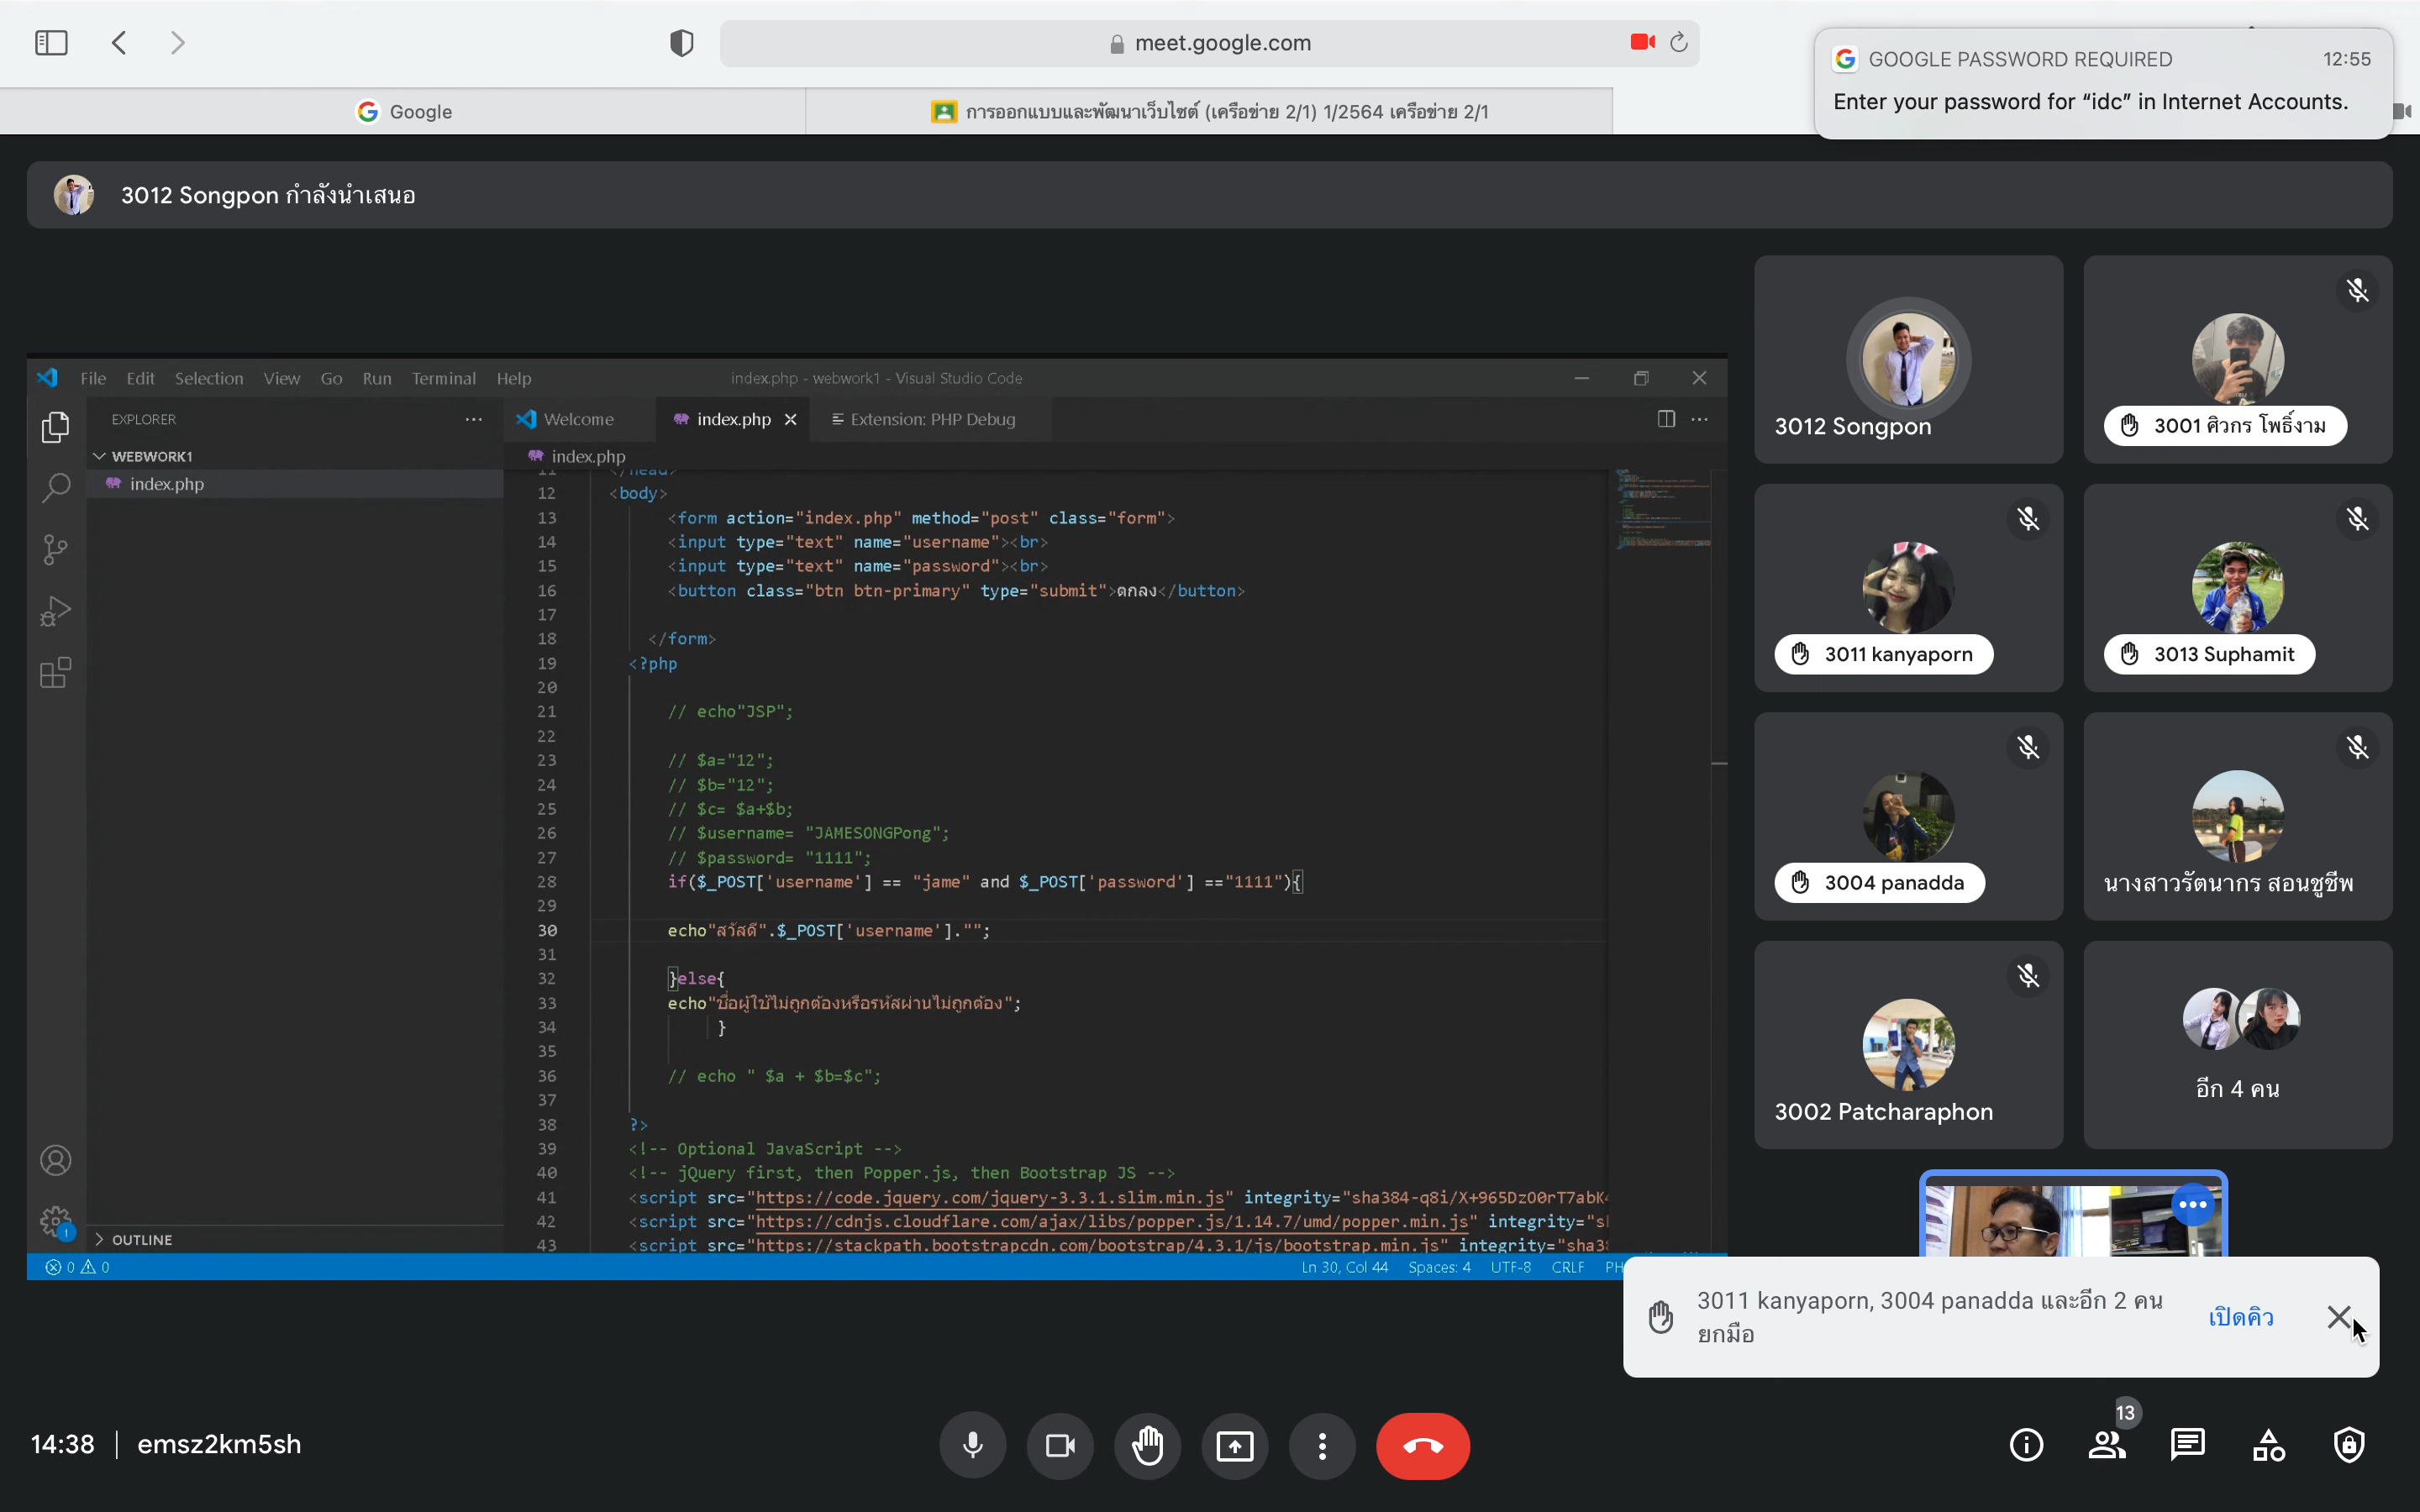 meet.google.com
GOOGLE PASSWORD REQUIRED 12:55
Enter your password for “idc” in Internet Accounts.
Google
การออกแบบและพัฒนาเว็บไซต์ (เครือข่าย 2/1) 1/2564 เครือข่าย 2/1
3012 Songpon กำลังนำเสนอ
File Edit Selection View Go Run Terminal Help
index.php - webwork1 - Visual Studio Code
EXPLORER
Welcome
index.php
Extension: PHP Debug
WEBWORK1
index.php
index.php
11 </head>
12 <body>
13 <form action="index.php" method="post" class="form">
14 <input type="text" name="username"><br>
15 <input type="text" name="password"><br>
16 <button class="btn btn-primary" type="submit">ตกลง</button>
17
18 </form>
19 <?php
20
21 // echo"JSP";
22
23 // $a="12";
24 // $b="12";
25 // $c= $a+$b;
26 // $username= "JAMESONGPong";
27 // $password= "1111";
28 if($_POST['username'] == "jame" and $_POST['password'] =="1111"){
29
30 echo"สวัสดี".$_POST['username']."";
31
32 }else{
33 echo"ชื่อผู้ใช้ไม่ถูกต้องหรือรหัสผ่านไม่ถูกต้อง";
34 }
35
36 // echo " $a + $b=$c";
37
38 ?>
39 <!-- Optional JavaScript -->
40 <!-- jQuery first, then Popper.js, then Bootstrap JS -->
41 <script src="https://code.jquery.com/jquery-3.3.1.slim.min.js" integrity="sha384-q8i/X+965DzO0rT7abK
42 <script src="https://cdnjs.cloudflare.com/ajax/libs/popper.js/1.14.7/umd/popper.min.js" integrity="s
43 <script src="https://stackpath.bootstrapcdn.com/bootstrap/4.3.1/js/bootstrap.min.js" integrity="sha3
OUTLINE
0 0
Ln 30, Col 44 Spaces: 4 UTF-8 CRLF PH
3012 Songpon
3001 ศิวกร โพธิ์งาม
3011 kanyaporn
3013 Suphamit
3004 panadda
นางสาวรัตนากร สอนชูชีพ
3002 Patcharaphon
อีก 4 คน
3011 kanyaporn, 3004 panadda และอีก 2 คน
ยกมือ
เปิดคิว
14:38 | emsz2km5sh
13